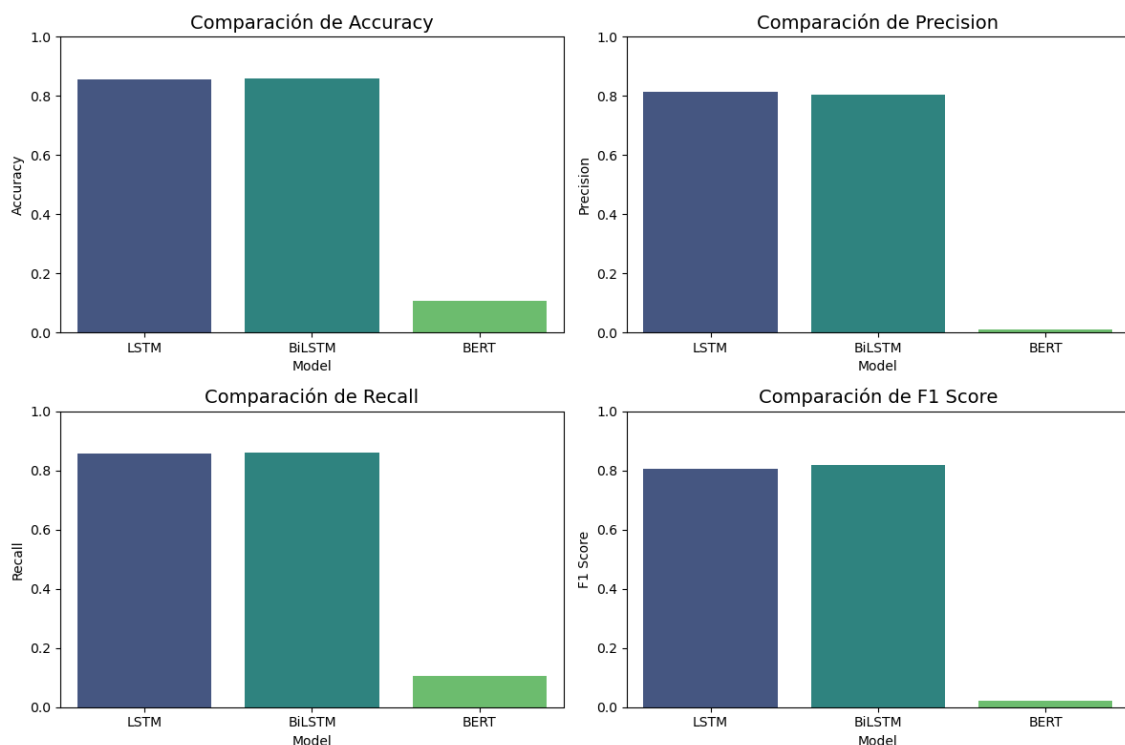 Comparación de Accuracy
1.0
0.8
0.6
0.4
0.2
0.0
Accuracy
LSTM BiLSTM BERT
Model
Comparación de Precision
1.0
0.8
0.6
0.4
0.2
0.0
Precision
LSTM BiLSTM BERT
Model
Comparación de Recall
1.0
0.8
0.6
0.4
0.2
0.0
Recall
LSTM BiLSTM BERT
Model
Comparación de F1 Score
1.0
0.8
0.6
0.4
0.2
0.0
F1 Score
LSTM BiLSTM BERT
Model